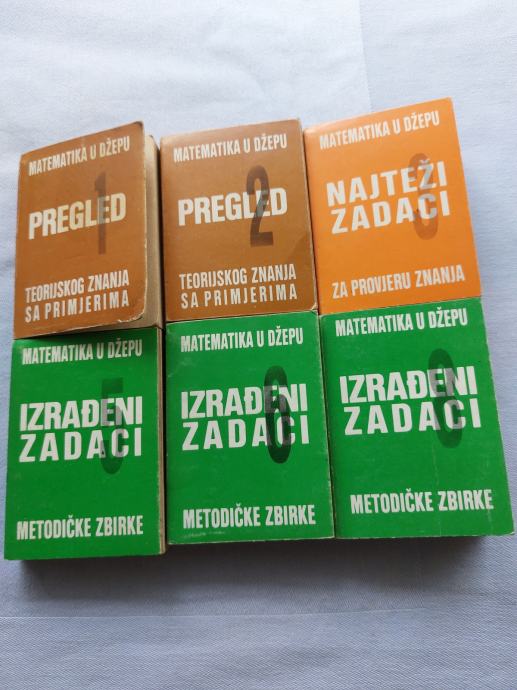 MATEMATIKA U DŽEPU
1
PREGLED
TEORIJSKOG ZNANJA
SA PRIMJERIMA
MATEMATIKA U DŽEPU
2
PREGLED
TEORIJSKOG ZNANJA
SA PRIMJERIMA
MATEMATIKA U DŽEPU
3
NAJTEŽI
ZADACI
ZA PROVJERU ZNANJA
MATEMATIKA U DŽEPU
5
IZRAĐENI
ZADACI
METODIČKE ZBIRKE
MATEMATIKA U DŽEPU
6
IZRAĐENI
ZADACI
METODIČKE ZBIRKE
MATEMATIKA U DŽEPU
IZRAĐENI
ZADACI
METODIČKE ZBIRKE